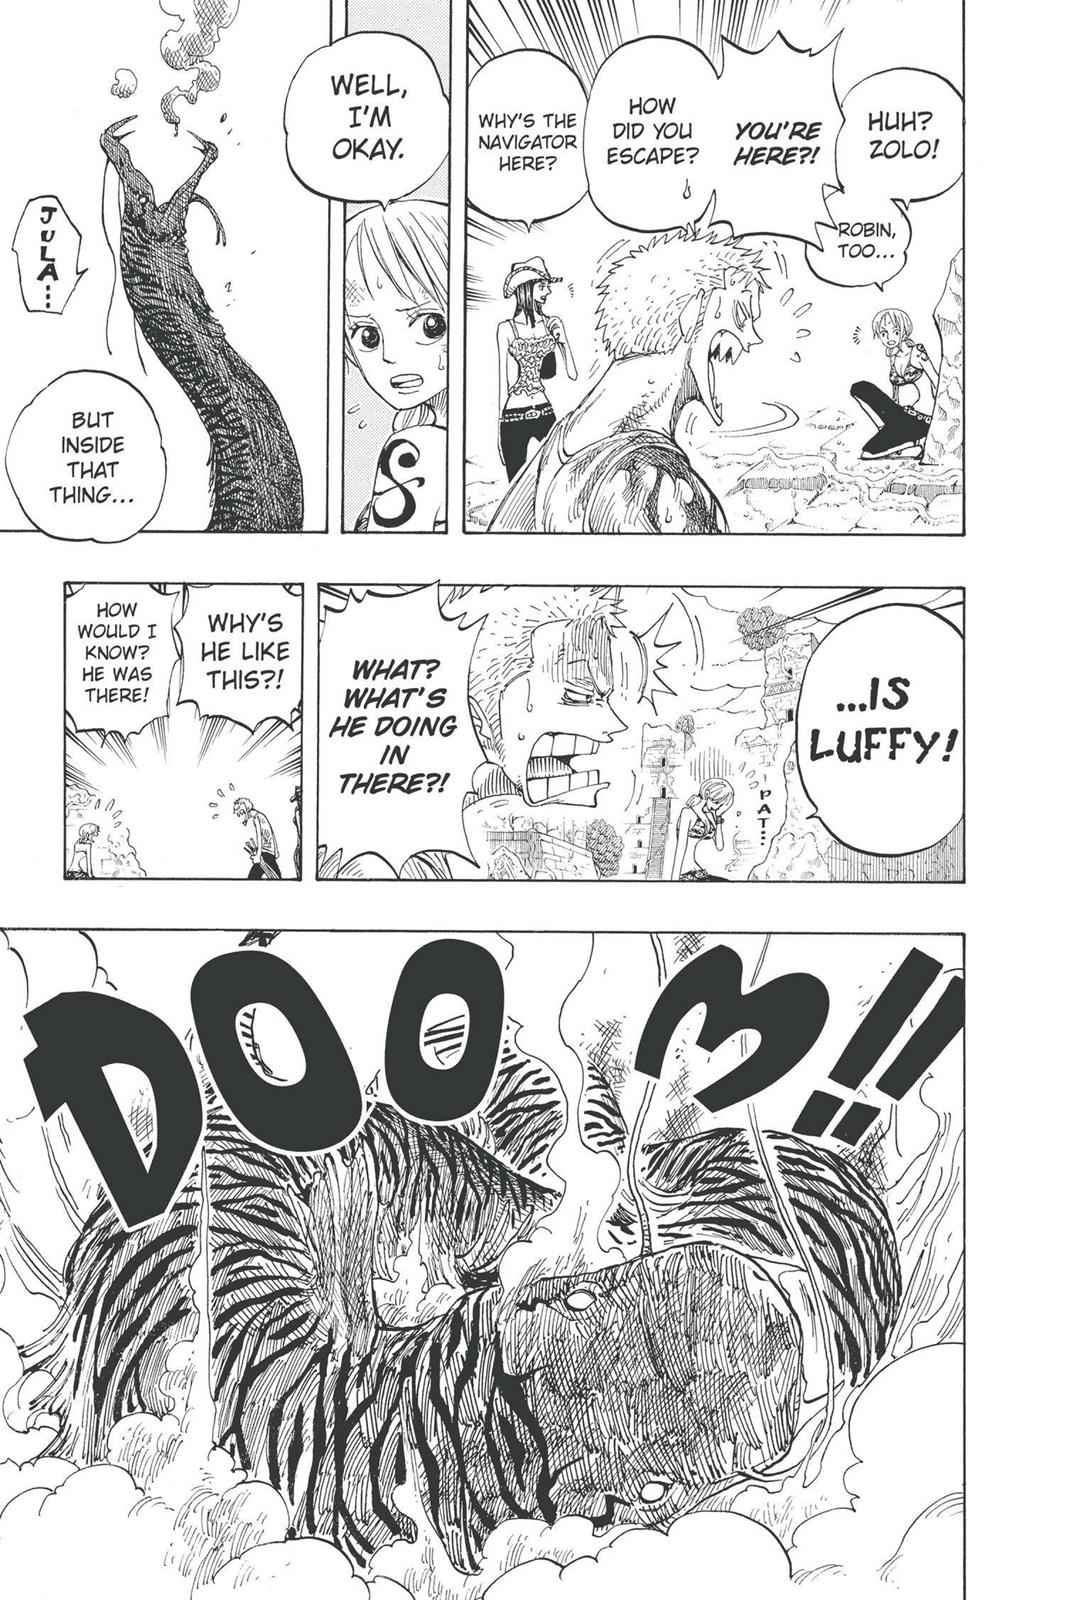 HUH?
ZOLO!
ROBIN,
TOO...
YOU'RE
HERE?!
HOW
DID YOU
ESCAPE?
WHY'S THE
NAVIGATOR
HERE?
WELL,
I'M
OKAY.
JULA...
BUT
INSIDE
THAT
THING...
...IS
LUFFY!
PAT...
WHAT?
WHAT'S
HE DOING
IN
THERE?!
WHY'S
HE LIKE
THIS?!
HOW
WOULD I
KNOW?
HE WAS
THERE!
DOOM!!